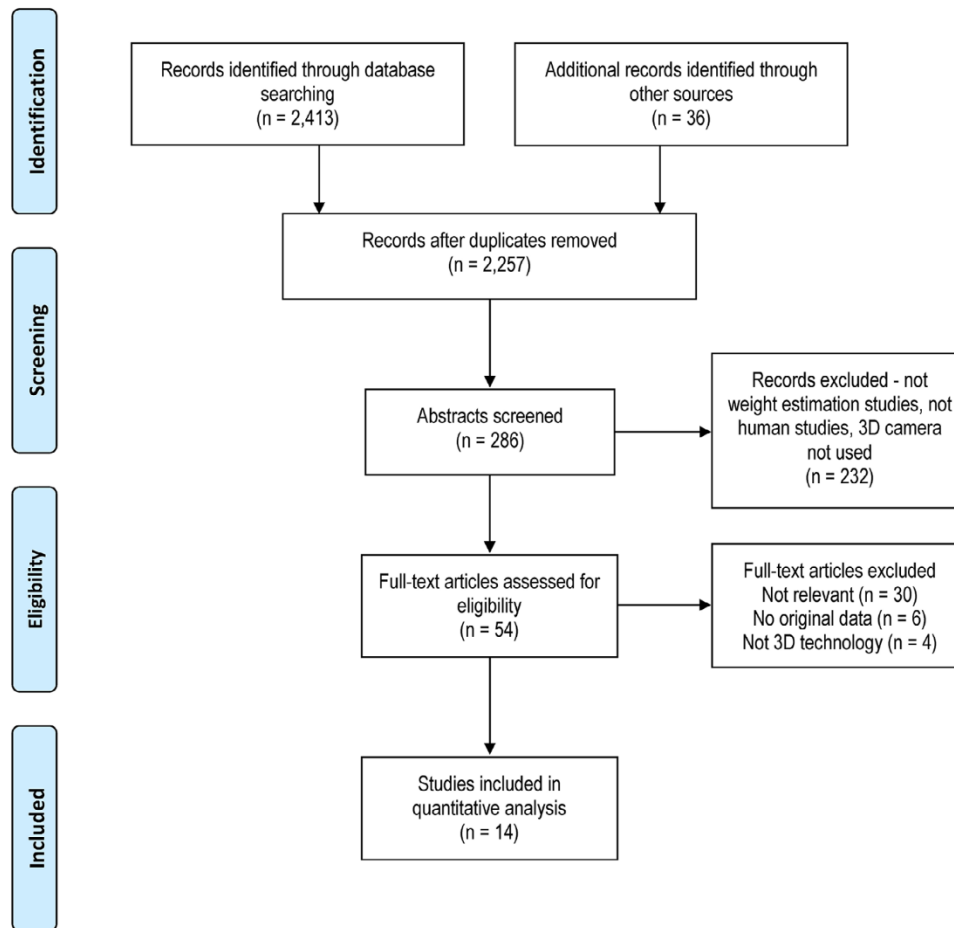 Identification
Records identified through database
searching
(n = 2,413)
Additional records identified through
other sources
(n = 36)
Records after duplicates removed
(n = 2,257)
Screening
Abstracts screened
(n = 286)
Records excluded - not
weight estimation studies, not
human studies, 3D camera
not used
(n = 232)
Eligibility
Full-text articles assessed for
eligibility
(n = 54)
Full-text articles excluded
Not relevant (n = 30)
No original data (n = 6)
Not 3D technology (n = 4)
Included
Studies included in
quantitative analysis
(n = 14)